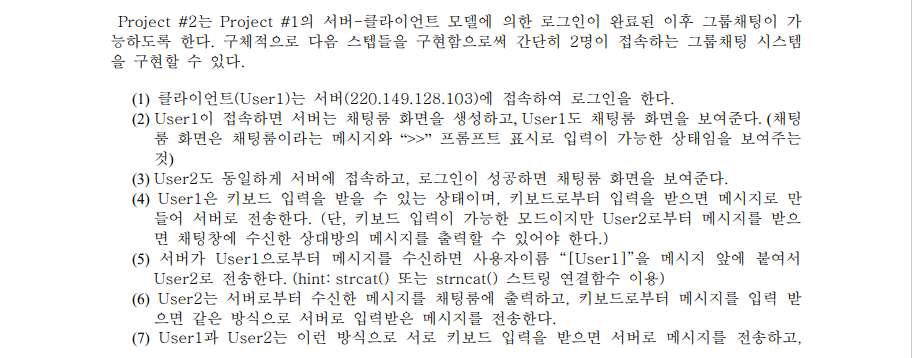 Project #2는 Project #1의 서버-클라이언트 모델에 의한 로그인이 완료된 이후 그룹채팅이 가
능하도록 한다. 구체적으로 다음 스텝들을 구현함으로써 간단히 2명이 접속하는 그룹채팅 시스템
을 구현할 수 있다.
(1) 클라이언트(User1)는 서버(220.149.128.103)에 접속하여 로그인을 한다.
(2) User1이 접속하면 서버는 채팅룸 화면을 생성하고, User1도 채팅룸 화면을 보여준다. (채팅
룸 화면은 채팅룸이라는 메시지와 “>>” 프롬프트 표시로 입력이 가능한 상태임을 보여주는
것)
(3) User2도 동일하게 서버에 접속하고, 로그인이 성공하면 채팅룸 화면을 보여준다.
(4) User1은 키보드 입력을 받을 수 있는 상태이며, 키보드로부터 입력을 받으면 메시지로 만
들어 서버로 전송한다. (단, 키보드 입력이 가능한 모드이지만 User2로부터 메시지를 받으
면 채팅창에 수신한 상대방의 메시지를 출력할 수 있어야 한다.)
(5) 서버가 User1으로부터 메시지를 수신하면 사용자이름 “[User1]”을 메시지 앞에 붙여서
User2로 전송한다. (hint: strcat() 또는 strncat() 스트링 연결함수 이용)
(6) User2는 서버로부터 수신한 메시지를 채팅룸에 출력하고, 키보드로부터 메시지를 입력 받
으면 같은 방식으로 서버로 입력받은 메시지를 전송한다.
(7) User1과 User2는 이런 방식으로 서로 키보드 입력을 받으면 서버로 메시지를 전송하고,